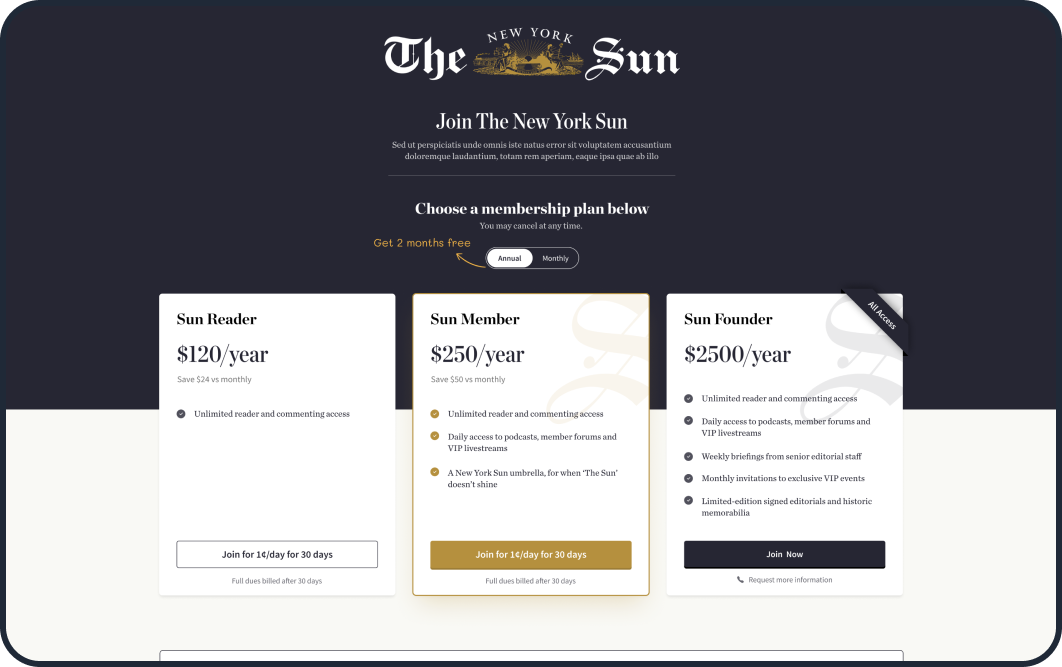 The NEW YORK Sun
Join The New York Sun
Sed ut perspiciatis unde omnis iste natus error sit voluptatem accusantium
doloremque laudantium, totam rem aperiam, eaque ipsa quae ab illo
Choose a membership plan below
You may cancel at any time.
Get 2 months free
Annual
Monthly
Sun Reader
$120/year
Save $24 vs monthly
Unlimited reader and commenting access
Join for 1¢/day for 30 days
Full dues billed after 30 days
Sun Member
$250/year
Save $50 vs monthly
Unlimited reader and commenting access
Daily access to podcasts, member forums and
VIP livestreams
A New York Sun umbrella, for when ‘The Sun’
doesn’t shine
Join for 1¢/day for 30 days
Full dues billed after 30 days
All Access
Sun Founder
$2500/year
Unlimited reader and commenting access
Daily access to podcasts, member forums and
VIP livestreams
Weekly briefings from senior editorial staff
Monthly invitations to exclusive VIP events
Limited-edition signed editorials and historic
memorabilia
Join Now
Request more information